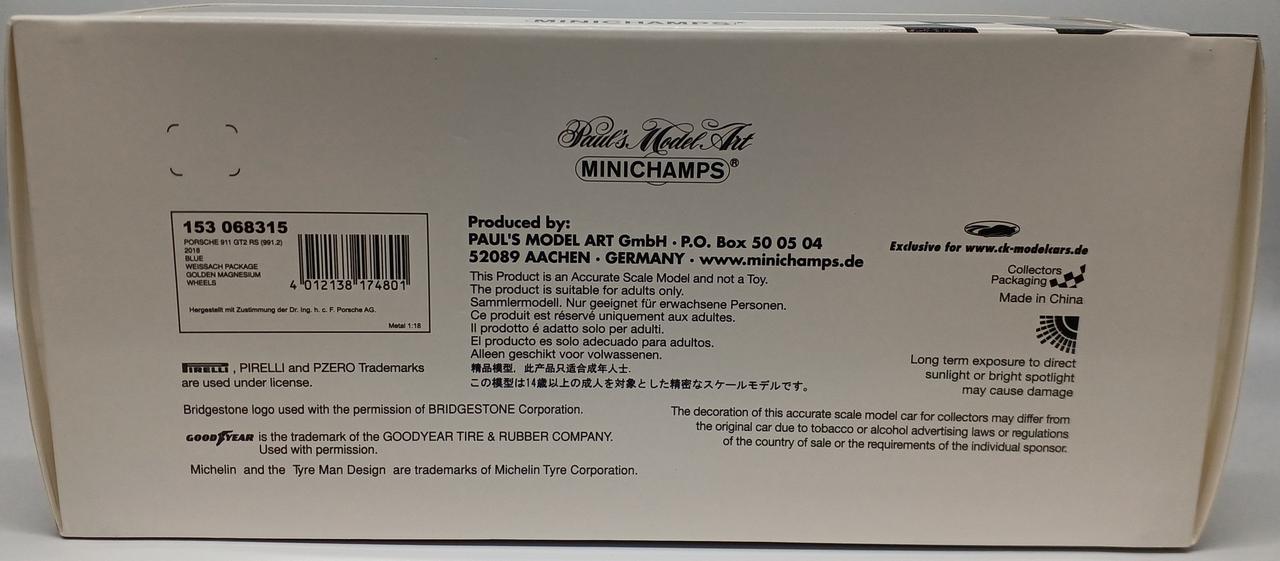 MINICHAMPS
Paul's Model Art
MINICHAMPS®
153 068315
PORSCHE 911 GT2 RS (991.2)
2018
BLUE
WEISSACH PACKAGE
GOLDEN MAGNESIUM
WHEELS
4 012138 174801
Hergestellt mit Zustimmung der Dr. Ing. h. c. F. Porsche AG.
Metal 1:18
PIRELLI , PIRELLI and PZERO Trademarks
are used under license.
Bridgestone logo used with the permission of BRIDGESTONE Corporation.
GOODYEAR is the trademark of the GOODYEAR TIRE & RUBBER COMPANY.
Used with permission.
Michelin and the Tyre Man Design are trademarks of Michelin Tyre Corporation.
Produced by:
PAUL'S MODEL ART GmbH · P.O. Box 50 05 04
52089 AACHEN · GERMANY · www.minichamps.de
This Product is an Accurate Scale Model and not a Toy.
The product is suitable for adults only.
Sammlermodell. Nur geeignet für erwachsene Personen.
Ce produit est réservé uniquement aux adultes.
Il prodotto é adatto solo per adulti.
El producto es solo adecuado para adultos.
Alleen geschikt voor volwassenen.
精品模型，此产品只适合成年人士.
この模型は14歳以上の成人を対象とした精密なスケールモデルです。
Exclusive for www.ck-modelcars.de
Collectors
Packaging
Made in China
Long term exposure to direct
sunlight or bright spotlight
may cause damage
The decoration of this accurate scale model car for collectors may differ from
the original car due to tobacco or alcohol advertising laws or regulations
of the country of sale or the requirements of the individual sponsor.